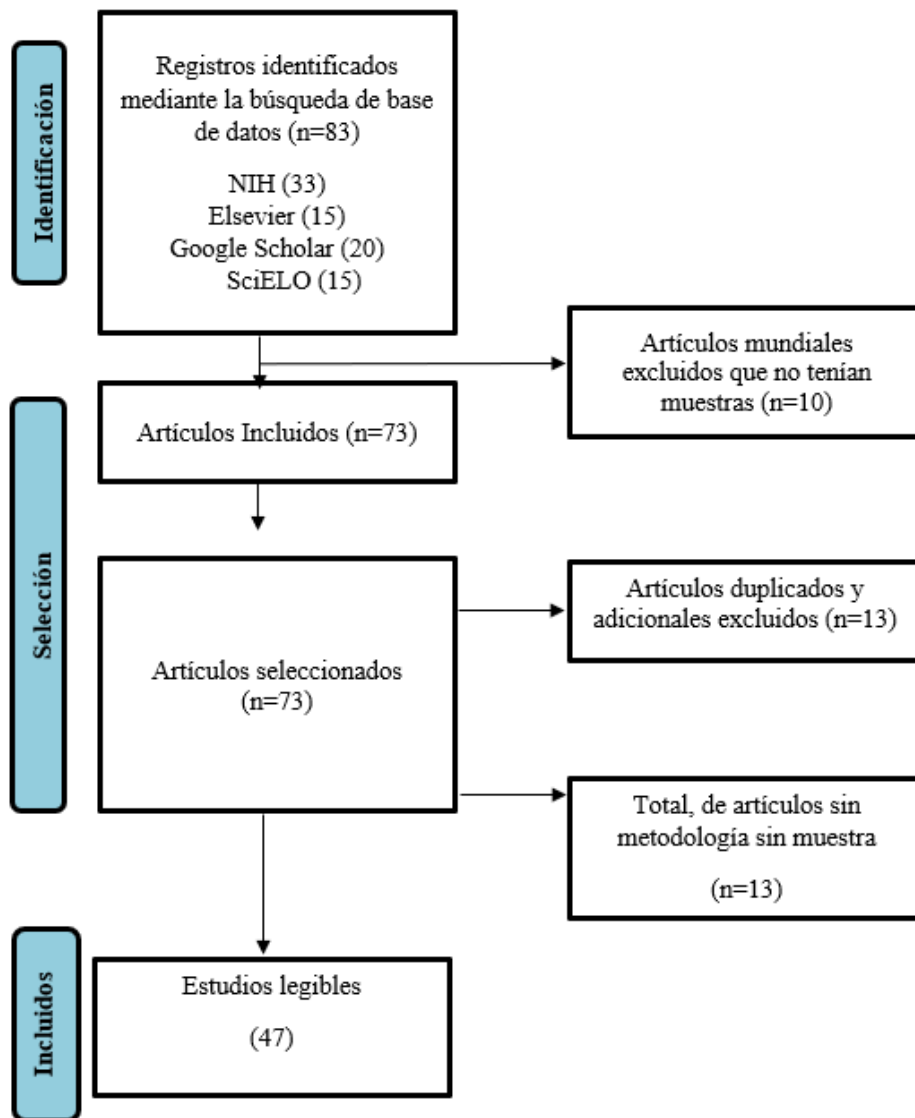 Identificación
Registros identificados
mediante la búsqueda de base
de datos (n=83)
NIH (33)
Elsevier (15)
Google Scholar (20)
SciELO (15)
Artículos mundiales
excluidos que no tenían
muestras (n=10)
Selección
Artículos Incluidos (n=73)
Artículos seleccionados
(n=73)
Artículos duplicados y
adicionales excluidos (n=13)
Total, de artículos sin
metodología sin muestra
(n=13)
Incluidos
Estudios legibles
(47)